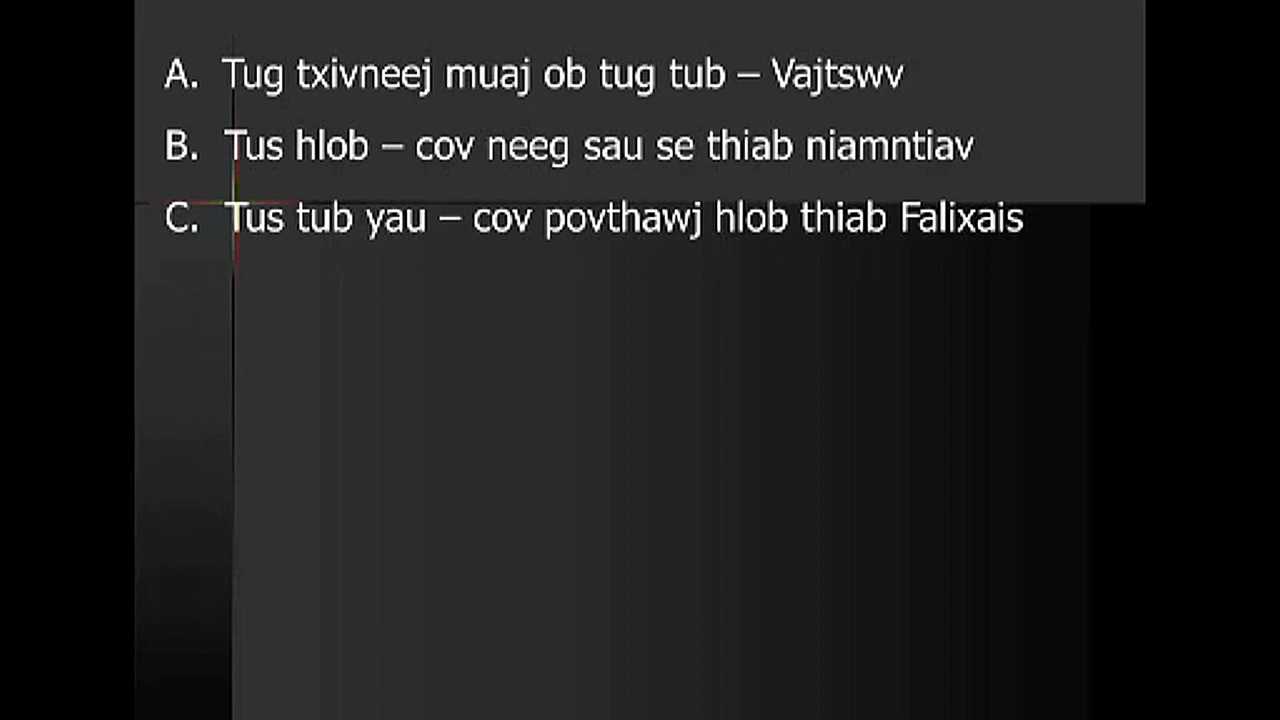 A. Tug txivneej muaj ob tug tub – Vajtswv
B. Tus hlob – cov neeg sau se thiab niamntiav
C. Tus tub yau – cov povthawj hlob thiab Falixais